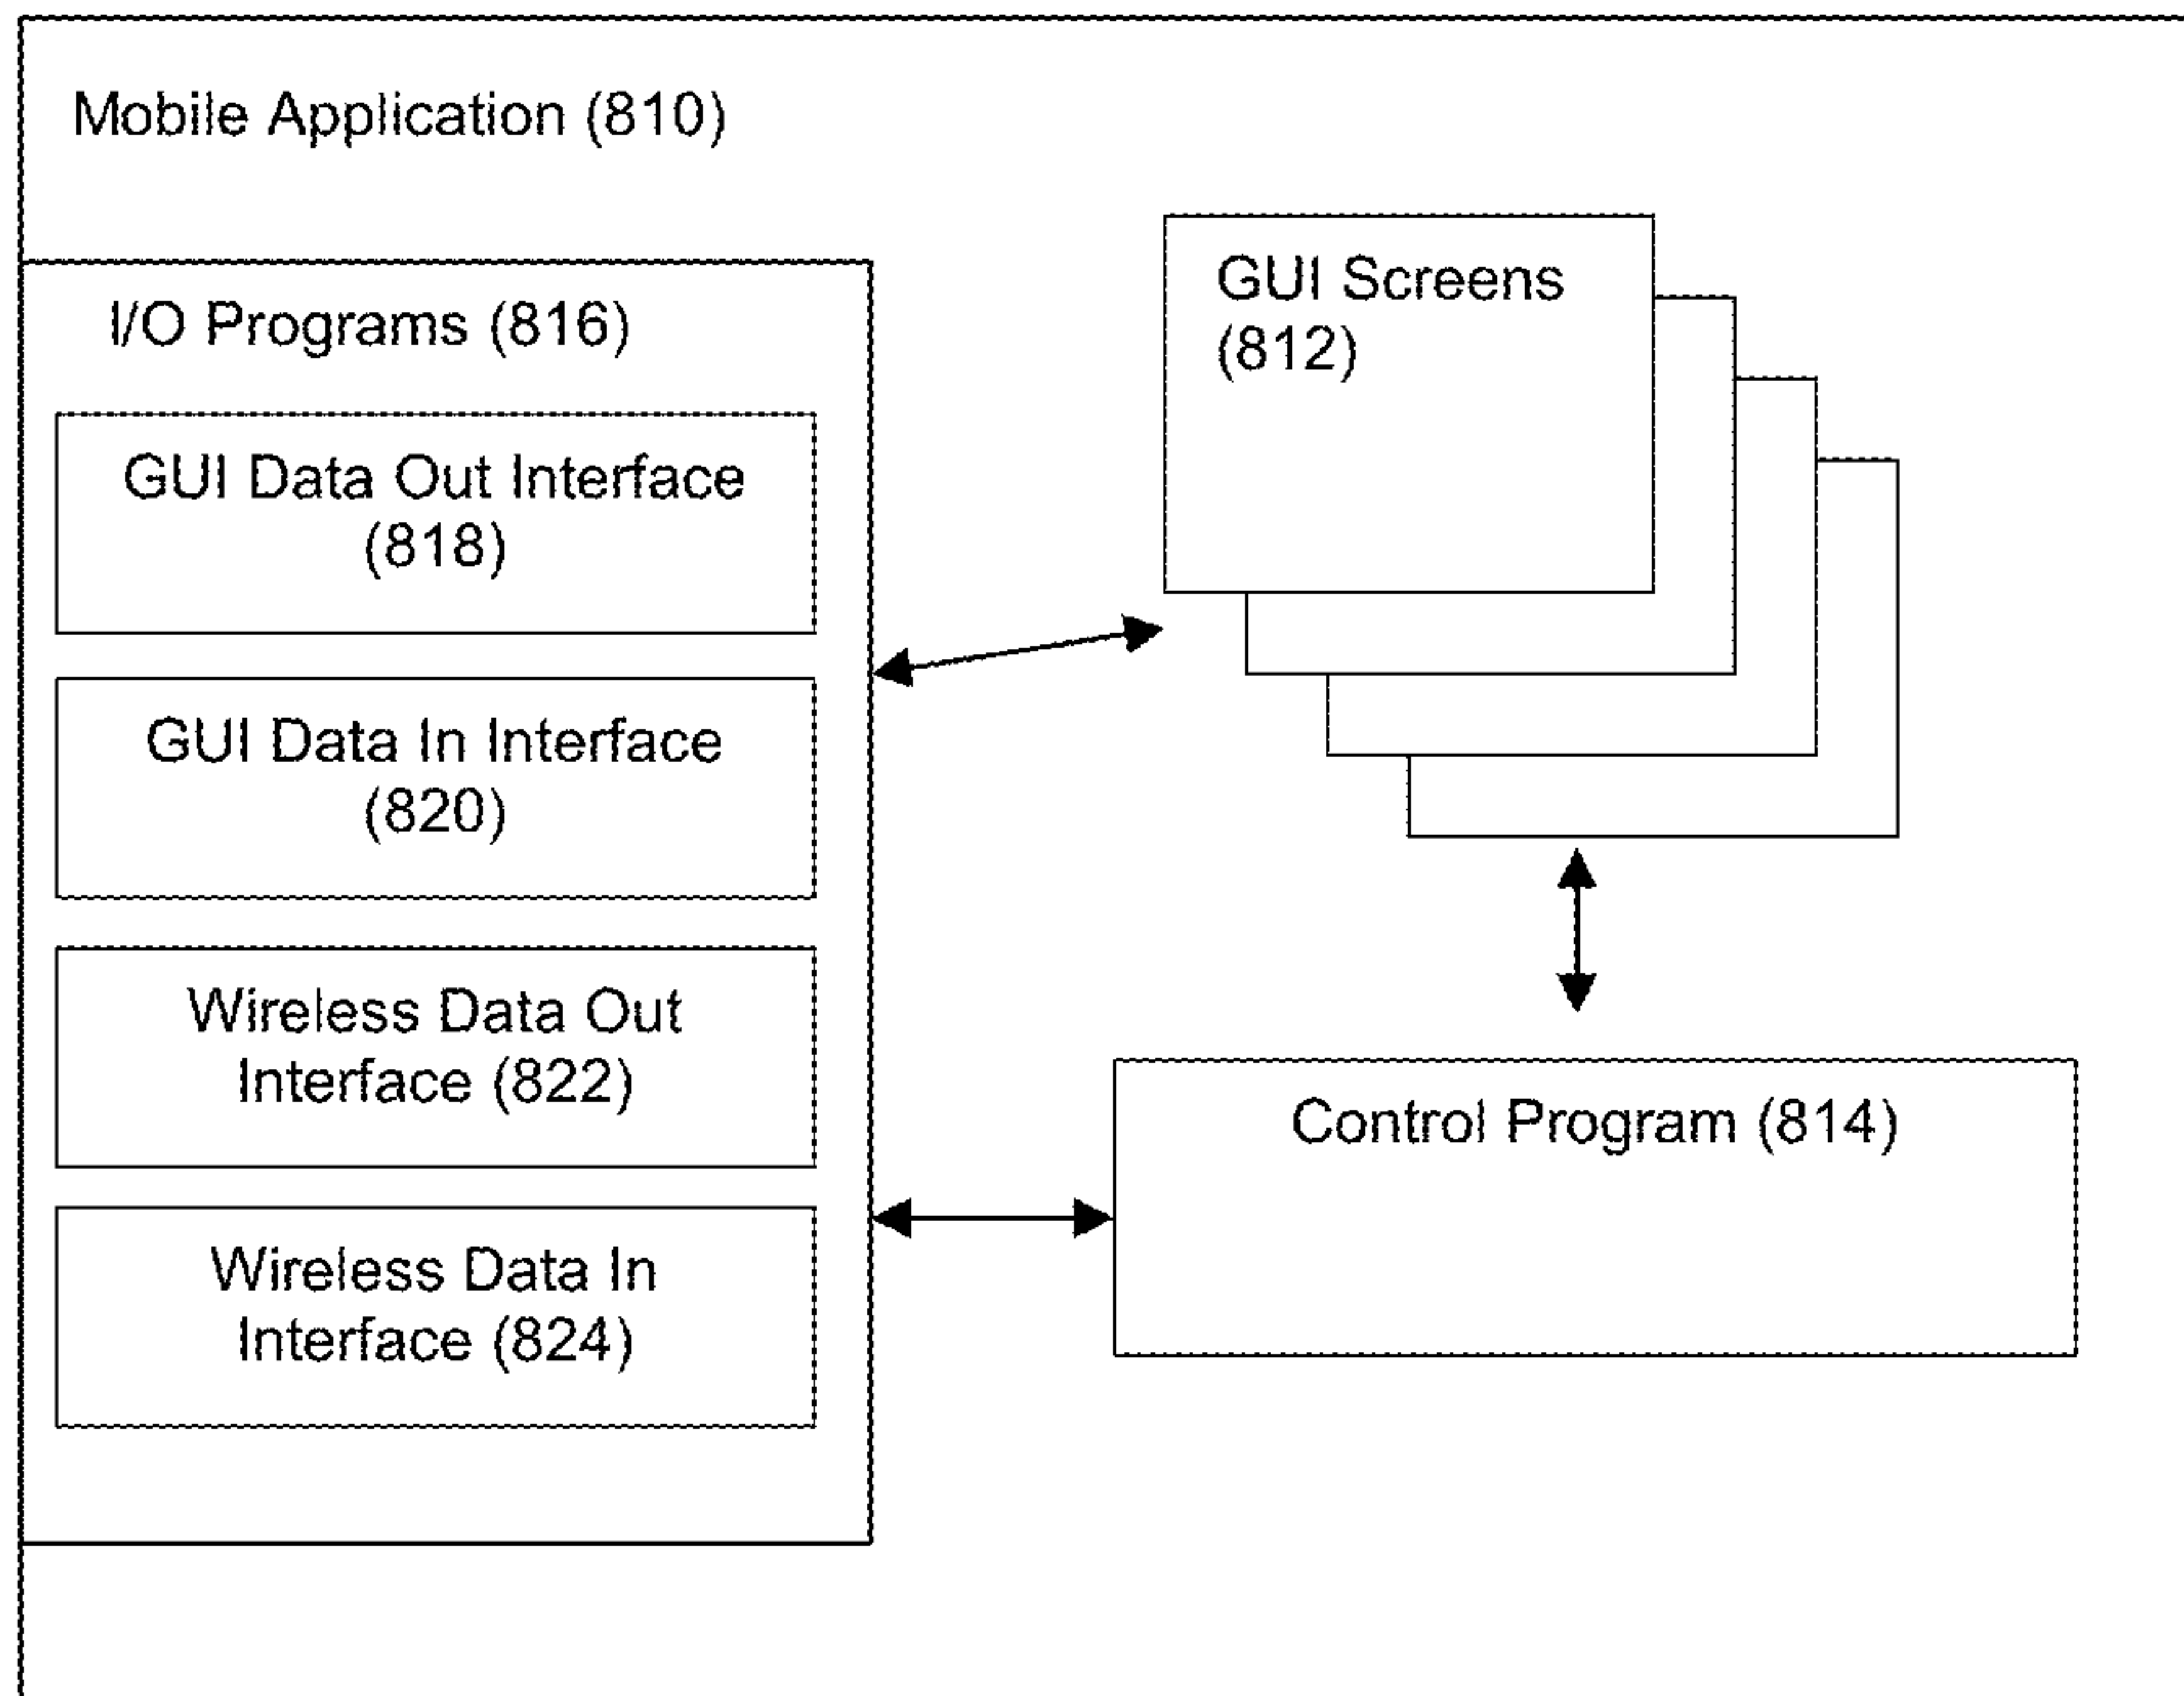 Mobile Application (810)
I/O Programs (816)
GUI Data Out Interface
(818)
GUI Data In Interface
(820)
Wireless Data Out
Interface (822)
Wireless Data In
Interface (824)
GUI Screens
(812)
Control Program (814)